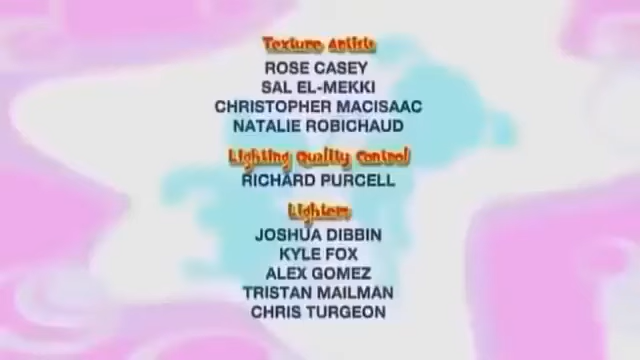 Texture Artists
ROSE CASEY
SAL EL-MEKKI
CHRISTOPHER MACISAAC
NATALIE ROBICHAUD
Lighting Quality Control
RICHARD PURCELL
Lighters
JOSHUA DIBBIN
KYLE FOX
ALEX GOMEZ
TRISTAN MAILMAN
CHRIS TURGEON